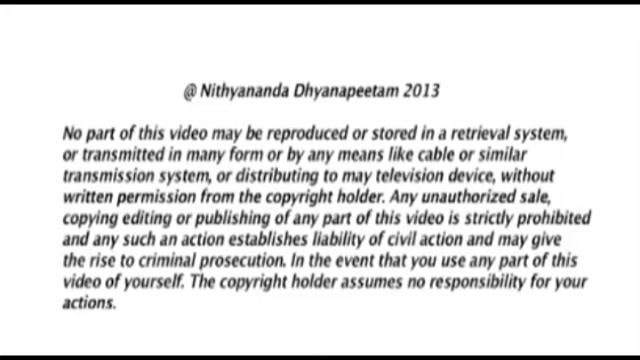 @ Nithyananda Dhyanapeetam 2013
No part of this video may be reproduced or stored in a retrieval system,
or transmitted in many form or by any means like cable or similar
transmission system, or distributing to may television device, without
written permission from the copyright holder. Any unauthorized sale,
copying editing or publishing of any part of this video is strictly prohibited
and any such an action establishes liability of civil action and may give
the rise to criminal prosecution. In the event that you use any part of this
video of yourself. The copyright holder assumes no responsibility for your
actions.